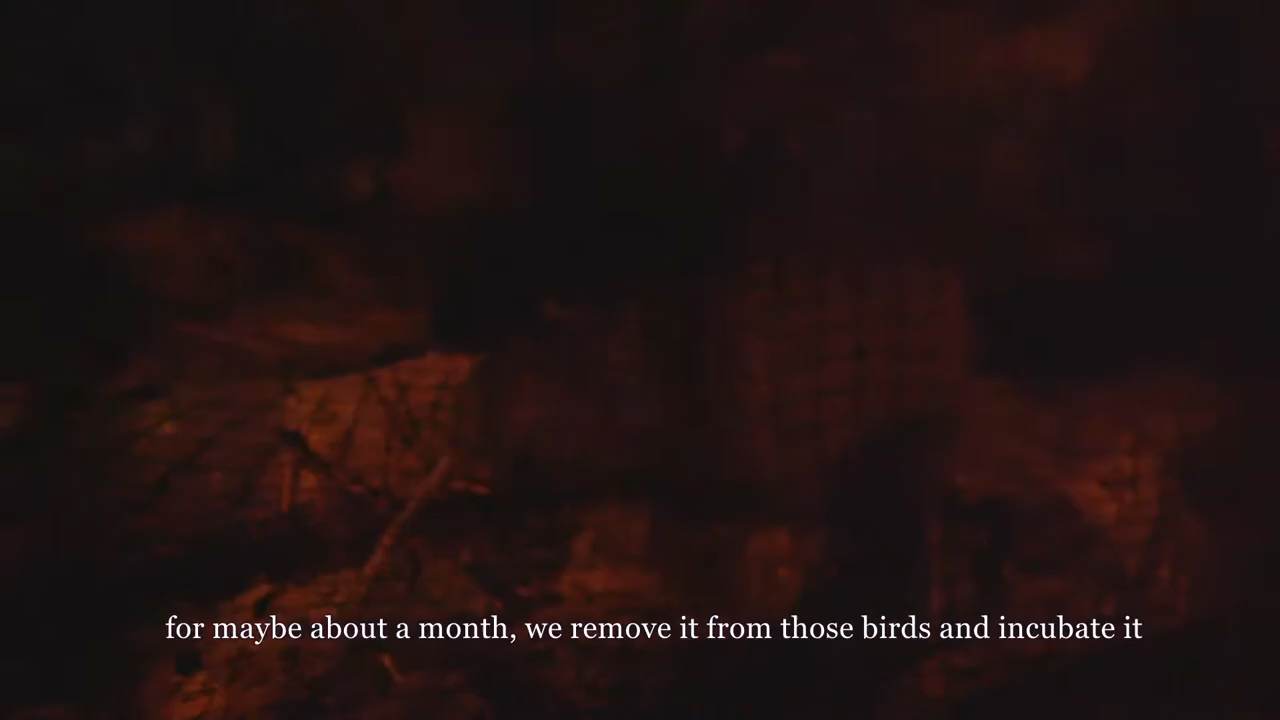 for maybe about a month, we remove it from those birds and incubate it